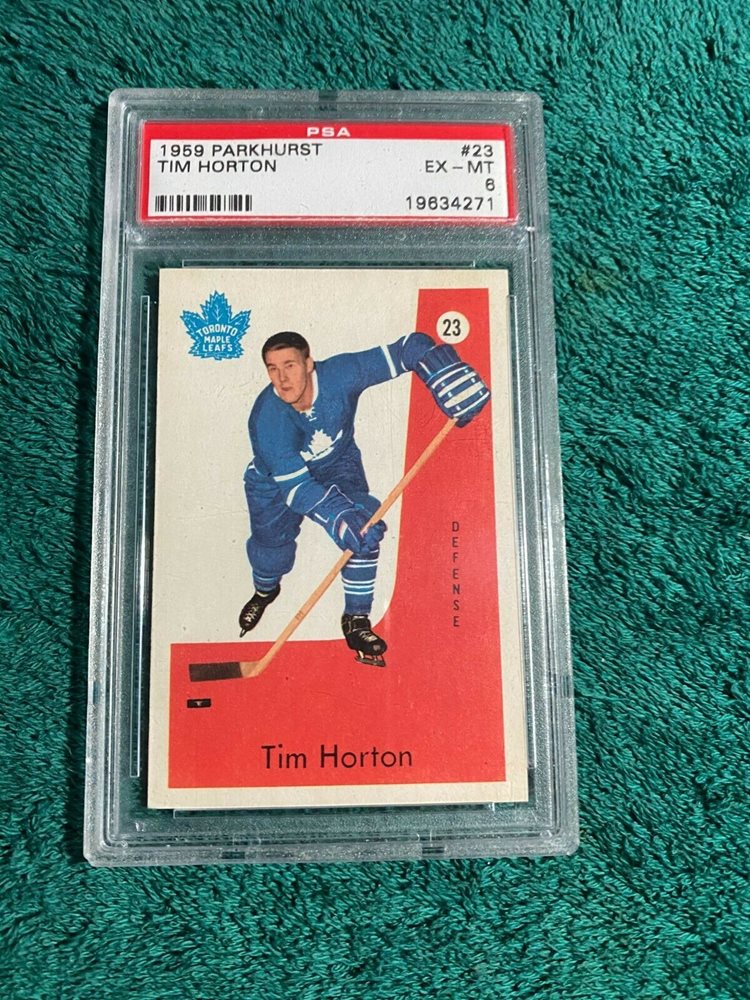 PSA
1959 PARKHURST #23
TIM HORTON EX-MT
6
19634271
TORONTO
MAPLE
LEAFS
23
DEFENSE
Tim Horton